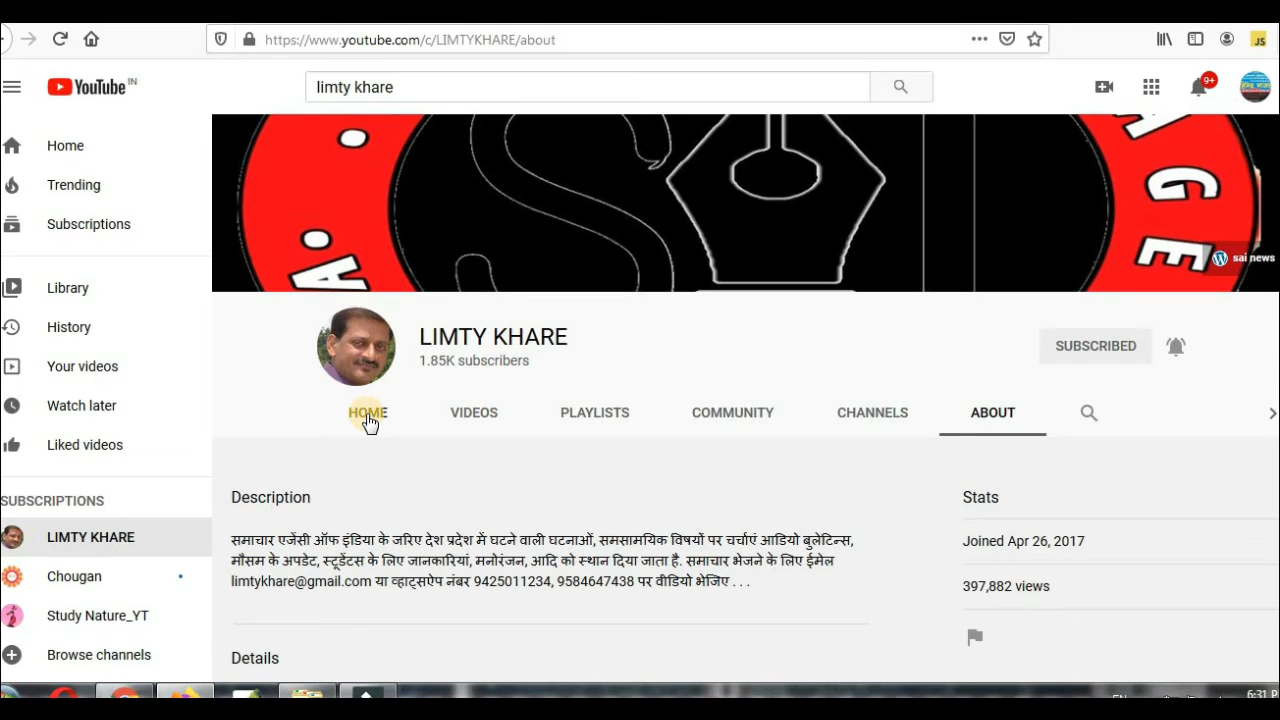 https://www.youtube.com/c/LIMTYKHARE/about
JS
YouTube IN
limty khare
9+
Home
Trending
Subscriptions
Library
History
Your videos
Watch later
Liked videos
SUBSCRIPTIONS
LIMTY KHARE
Chougan
Study Nature_YT
Browse channels
A
A G E
sai news
LIMTY KHARE
1.85K subscribers
SUBSCRIBED
HOME VIDEOS PLAYLISTS COMMUNITY CHANNELS ABOUT
Description
समाचार एजेंसी ऑफ इंडिया के जरिए देश प्रदेश में घटने वाली घटनाओं, समसामयिक विषयों पर चर्चाएं आडियो बुलेटिन्स,
मौसम के अपडेट, स्टूडेंटस के लिए जानकारियां, मनोरंजन, आदि को स्थान दिया जाता है. समाचार भेजने के लिए ईमेल
limtykhare@gmail.com या व्हाट्सऐप नंबर 9425011234, 9584647438 पर वीडियो भेजिए . . .
Details
Stats
Joined Apr 26, 2017
397,882 views
EN
6:31 P